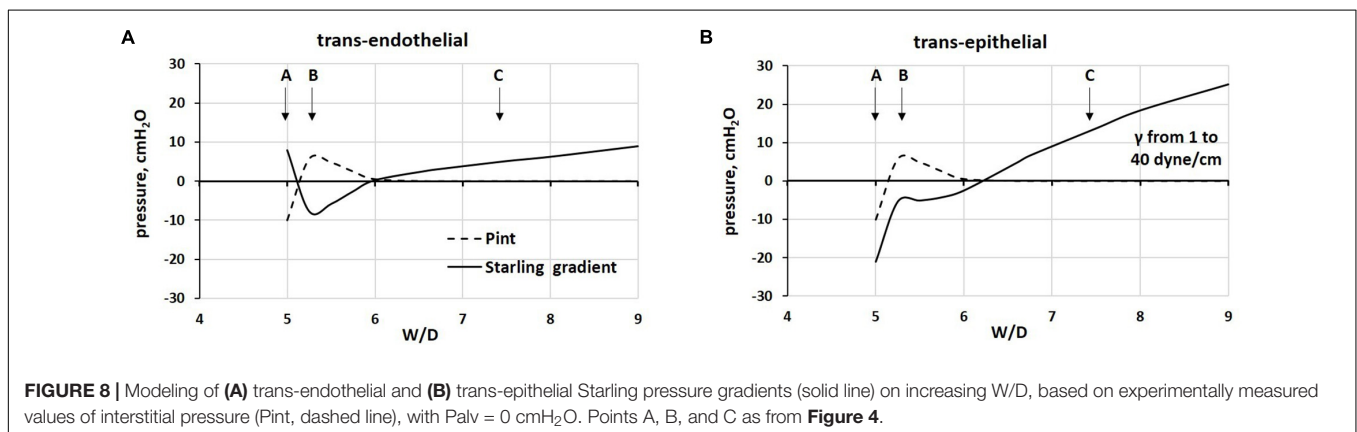 A
trans-endothelial
30
20
10
0
-10
-20
-30
pressure, cmH₂O
A B C
Pint
Starling gradient
4 5 6 7 8 9
W/D
B
trans-epithelial
30
20
10
0
-10
-20
-30
pressure, cmH₂O
A B C
γ from 1 to
40 dyne/cm
4 5 6 7 8 9
W/D
FIGURE 8 | Modeling of (A) trans-endothelial and (B) trans-epithelial Starling pressure gradients (solid line) on increasing W/D, based on experimentally measured
values of interstitial pressure (Pint, dashed line), with Palv = 0 cmH₂O. Points A, B, and C as from Figure 4.